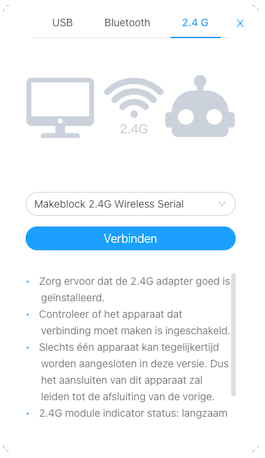 USB Bluetooth 2.4 G
2.4G
Makeblock 2.4G Wireless Serial
Verbinden
• Zorg ervoor dat de 2.4G adapter goed is
geïnstalleerd.
• Controleer of het apparaat dat
verbinding moet maken is ingeschakeld.
• Slechts één apparaat kan tegelijkertijd
worden aangesloten in deze versie. Dus
het aansluiten van dit apparaat zal
leiden tot de afsluiting van de vorige.
• 2.4G module indicator status: langzaam